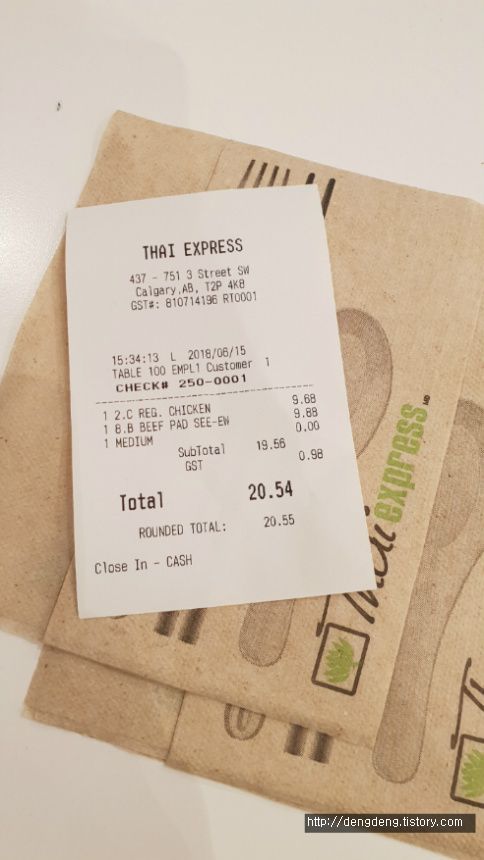 THAI EXPRESS
437 - 751 3 Street SW
Calgary,AB, T2P 4K8
GST#: 810714196 RT0001
15:34:13 L 2018/06/15
TABLE 100 EMPL1 Customer 1
CHECK# 250-0001
1 2.C REG. CHICKEN 9.68
1 8.B BEEF PAD SEE-EW 9.88
1 MEDIUM 0.00
SubTotal 19.56
GST 0.98
Total 20.54
ROUNDED TOTAL: 20.55
Close In - CASH
Thai express MD
http://dengdeng.tistory.com